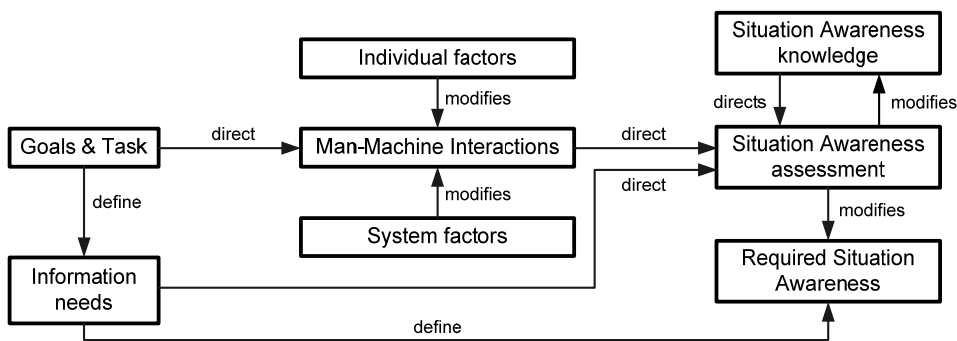 Situation Awareness
knowledge
Individual factors
modifies
directs
modifies
Goals & Task
direct
Man-Machine Interactions
direct
Situation Awareness
assessment
direct
define
modifies
modifies
System factors
Information
needs
Required Situation
Awareness
define